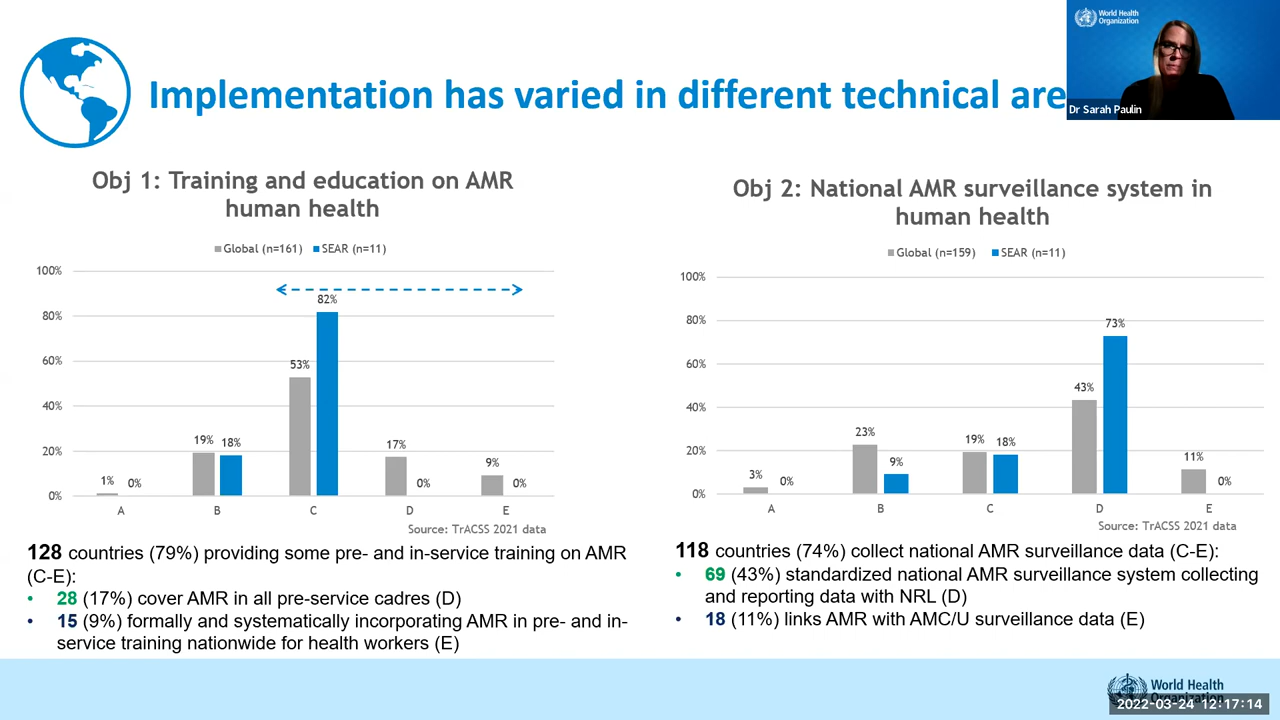 World Health
Organization
Dr Sarah Paulin
Implementation has varied in different technical are
Obj 1: Training and education on AMR
human health
Global (n=161) SEAR (n=11)
100%
80%
60%
40%
20%
0%
1% 0%
19% 18%
53% 82%
17% 0%
9% 0%
A B C D E
Source: TrACSS 2021 data
128 countries (79%) providing some pre- and in-service training on AMR
(C-E):
• 28 (17%) cover AMR in all pre-service cadres (D)
• 15 (9%) formally and systematically incorporating AMR in pre- and in-
service training nationwide for health workers (E)
Obj 2: National AMR surveillance system in
human health
Global (n=159) SEAR (n=11)
100%
80%
60%
40%
20%
0%
3% 0%
23% 9%
19% 18%
43% 73%
11% 0%
A B C D E
Source: TrACSS 2021 data
118 countries (74%) collect national AMR surveillance data (C-E):
• 69 (43%) standardized national AMR surveillance system collecting
and reporting data with NRL (D)
• 18 (11%) links AMR with AMC/U surveillance data (E)
World Health
Organization
2022-03-24 12:17:14